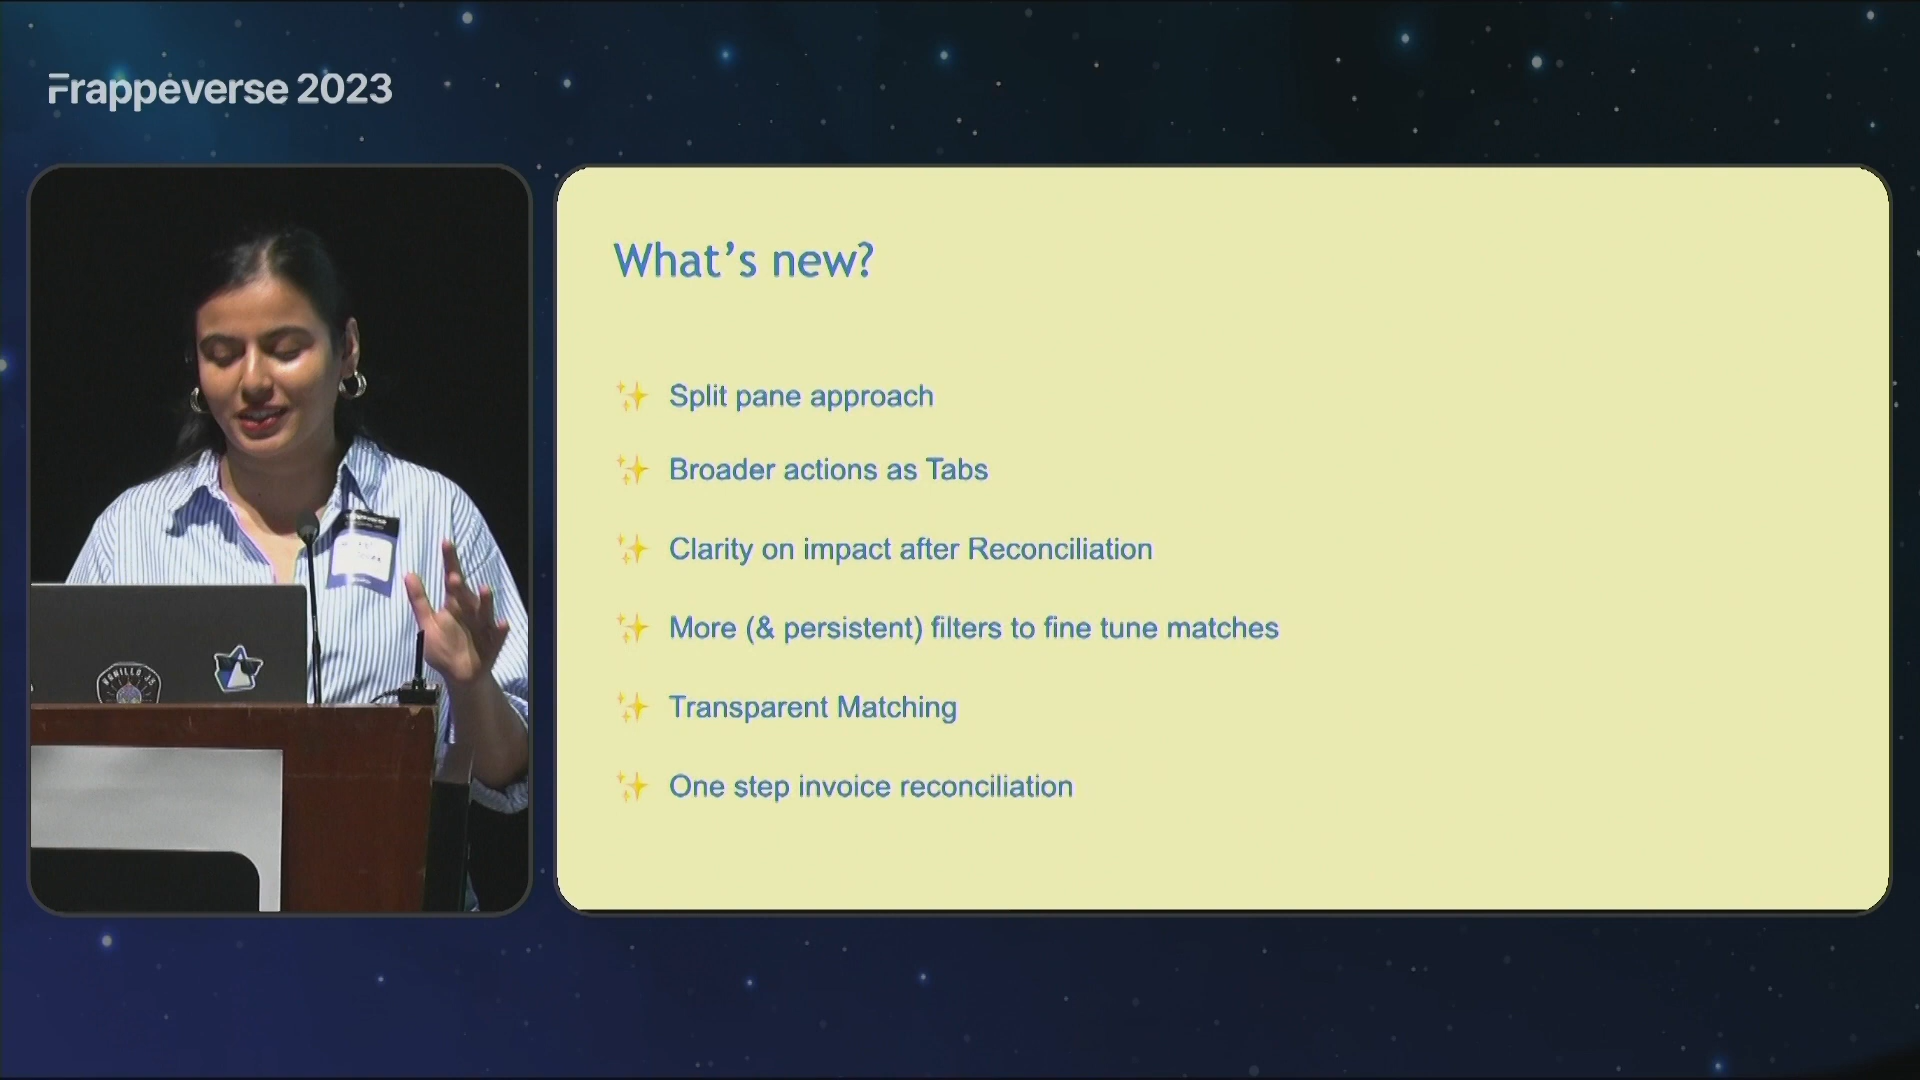 Frappeverse 2023
What's new?
✨ Split pane approach
✨ Broader actions as Tabs
✨ Clarity on impact after Reconciliation
✨ More (& persistent) filters to fine tune matches
✨ Transparent Matching
✨ One step invoice reconciliation